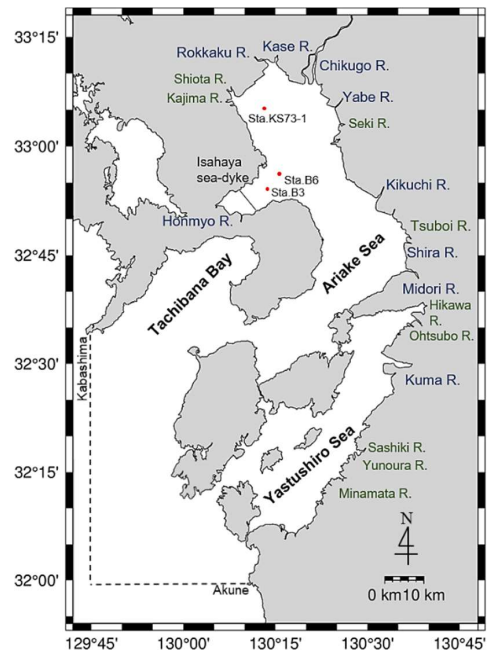 33°15'
33°00'
32°45'
32°30'
32°15'
32°00'
129°45'
130°00'
130°15'
130°30'
130°45'
Rokkaku R.
Kase R.
Chikugo R.
Shiota R.
Kajima R.
Yabe R.
Seki R.
Sta.KS73-1
Isahaya
sea-dyke
Sta.B6
Sta.B3
Kikuchi R.
Honmyo R.
Tsuboi R.
Shira R.
Ariake Sea
Tachibana Bay
Midori R.
Hikawa
R.
Ohtsubo R.
Kabashima
Kuma R.
Yastushiro Sea
Sashiki R.
Yunoura R.
Minamata R.
N
0 km10 km
Akune